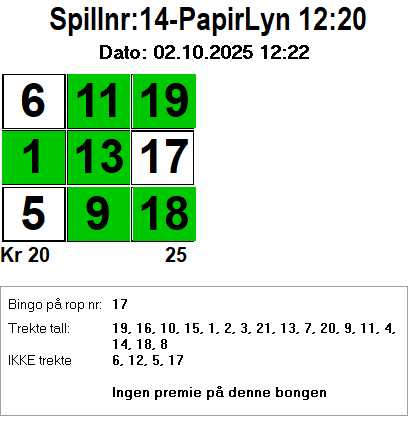 Spillnr:14-PapirLyn 12:20
Dato: 02.10.2025 12:22
6 11 19
1 13 17
5 9 18
Kr 20 25
Bingo på rop nr: 17
Trekte tall: 19, 16, 10, 15, 1, 2, 3, 21, 13, 7, 20, 9, 11, 4,
14, 18, 8
IKKE trekte 6, 12, 5, 17
Ingen premie på denne bongen